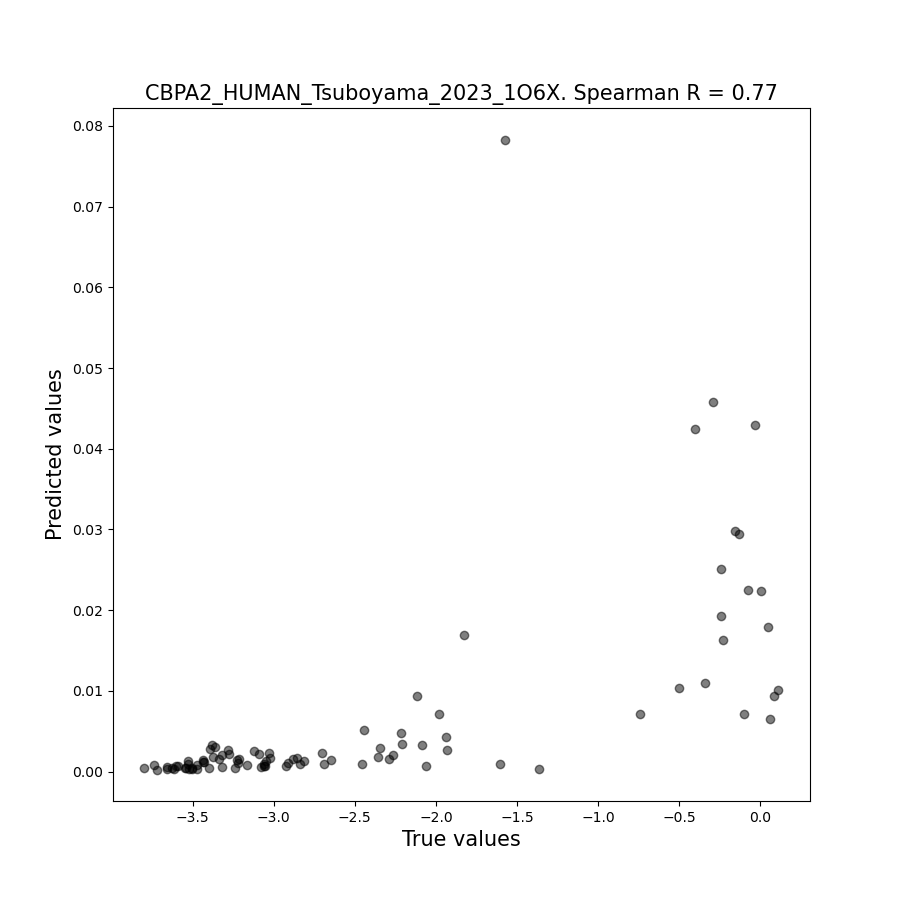 CBPA2_HUMAN_Tsuboyama_2023_1O6X. Spearman R = 0.77
0.08
0.07
0.06
0.05
0.04
0.03
0.02
0.01
0.00
Predicted values
−3.5 −3.0 −2.5 −2.0 −1.5 −1.0 −0.5 0.0
True values